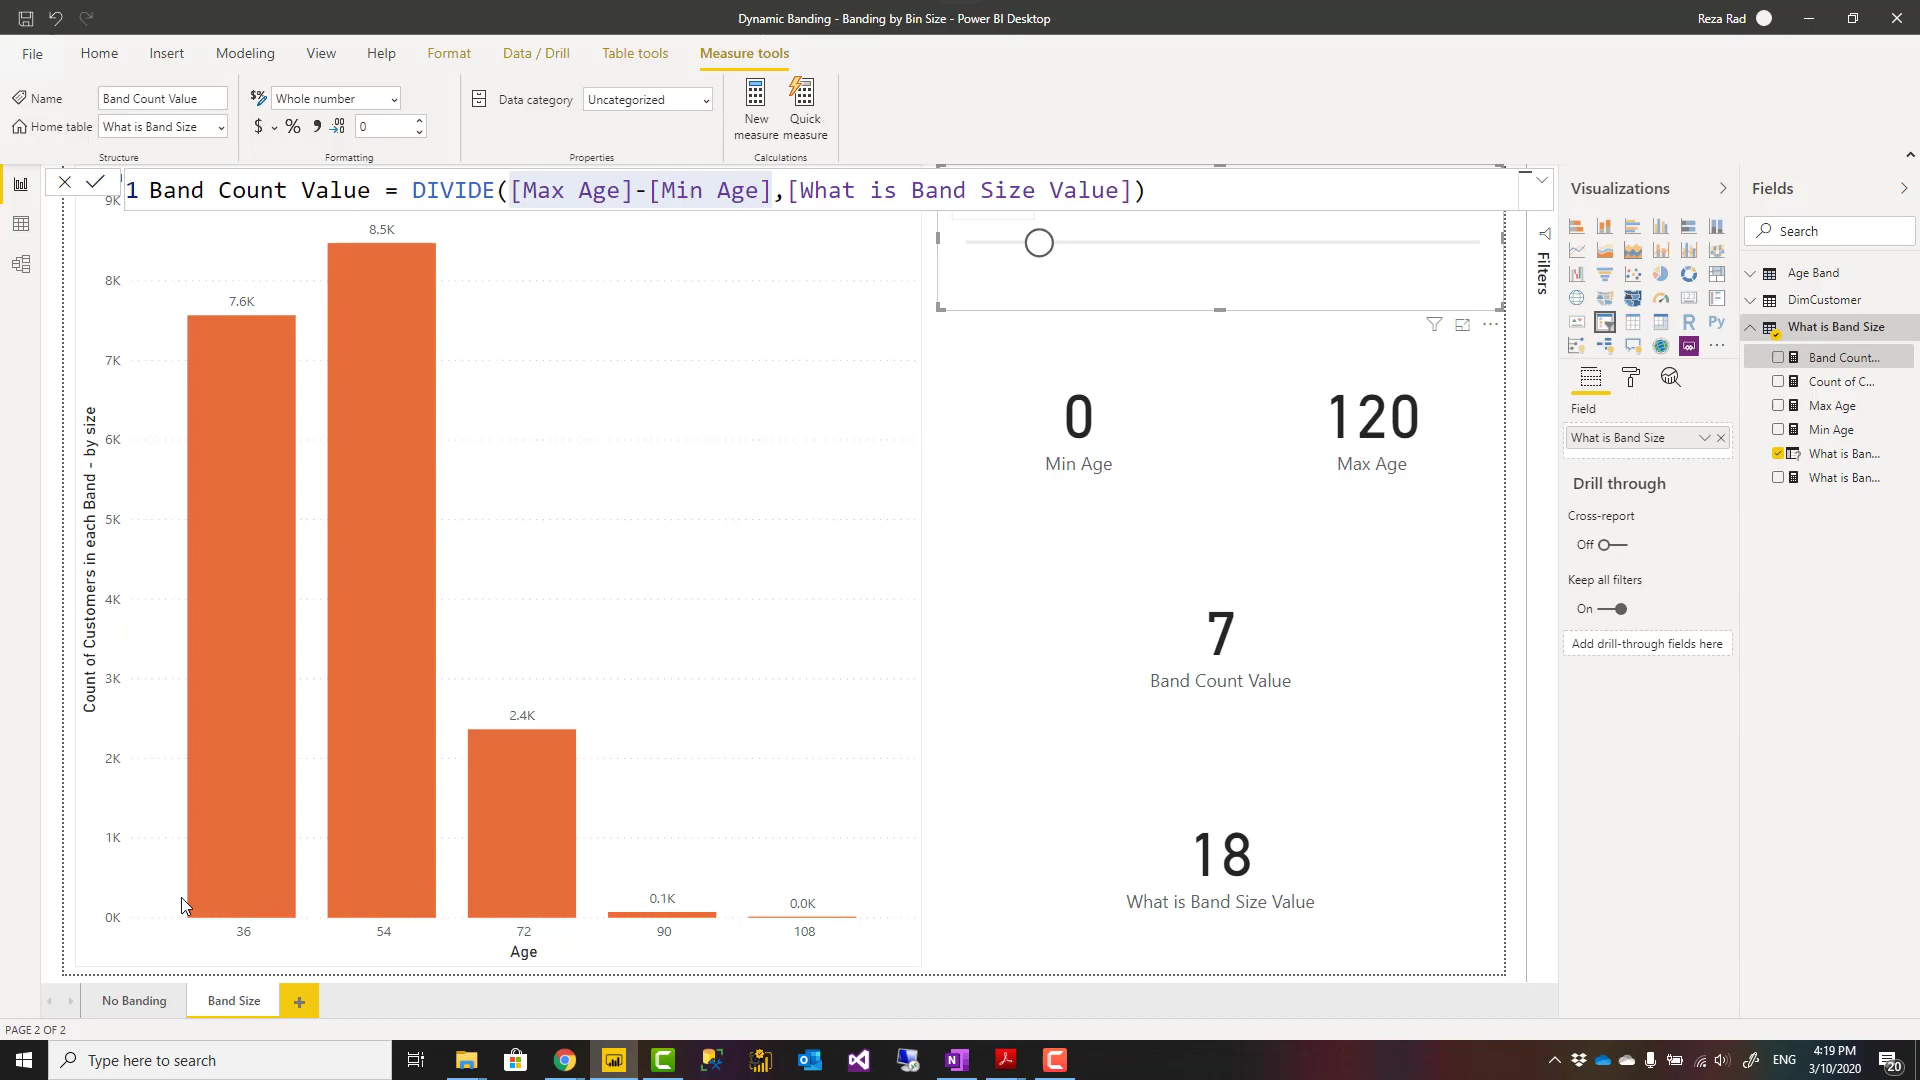 Dynamic Banding - Banding by Bin Size - Power BI Desktop
Reza Rad
File
Home
Insert
Modeling
View
Help
Format
Data / Drill
Table tools
Measure tools
Name
Band Count Value
Home table
What is Band Size
Structure
Whole number
$
%
0
Formatting
Data category
Uncategorized
Properties
New measure
Quick measure
Calculations
1 Band Count Value = DIVIDE([Max Age]-[Min Age],[What is Band Size Value])
9K
8K
7K
6K
5K
4K
3K
2K
1K
0K
Count of Customers in each Band - by size
7.6K
8.5K
2.4K
0.1K
0.0K
36
54
72
90
108
Age
0
Min Age
120
Max Age
7
Band Count Value
18
What is Band Size Value
Filters
Visualizations
R
Py
Field
What is Band Size
Drill through
Cross-report
Off
Keep all filters
On
Add drill-through fields here
Fields
Search
Age Band
DimCustomer
What is Band Size
Band Count...
Count of C...
Max Age
Min Age
What is Ban...
What is Ban...
No Banding
Band Size
PAGE 2 OF 2
Type here to search
ENG
4:19 PM
3/10/2020
20